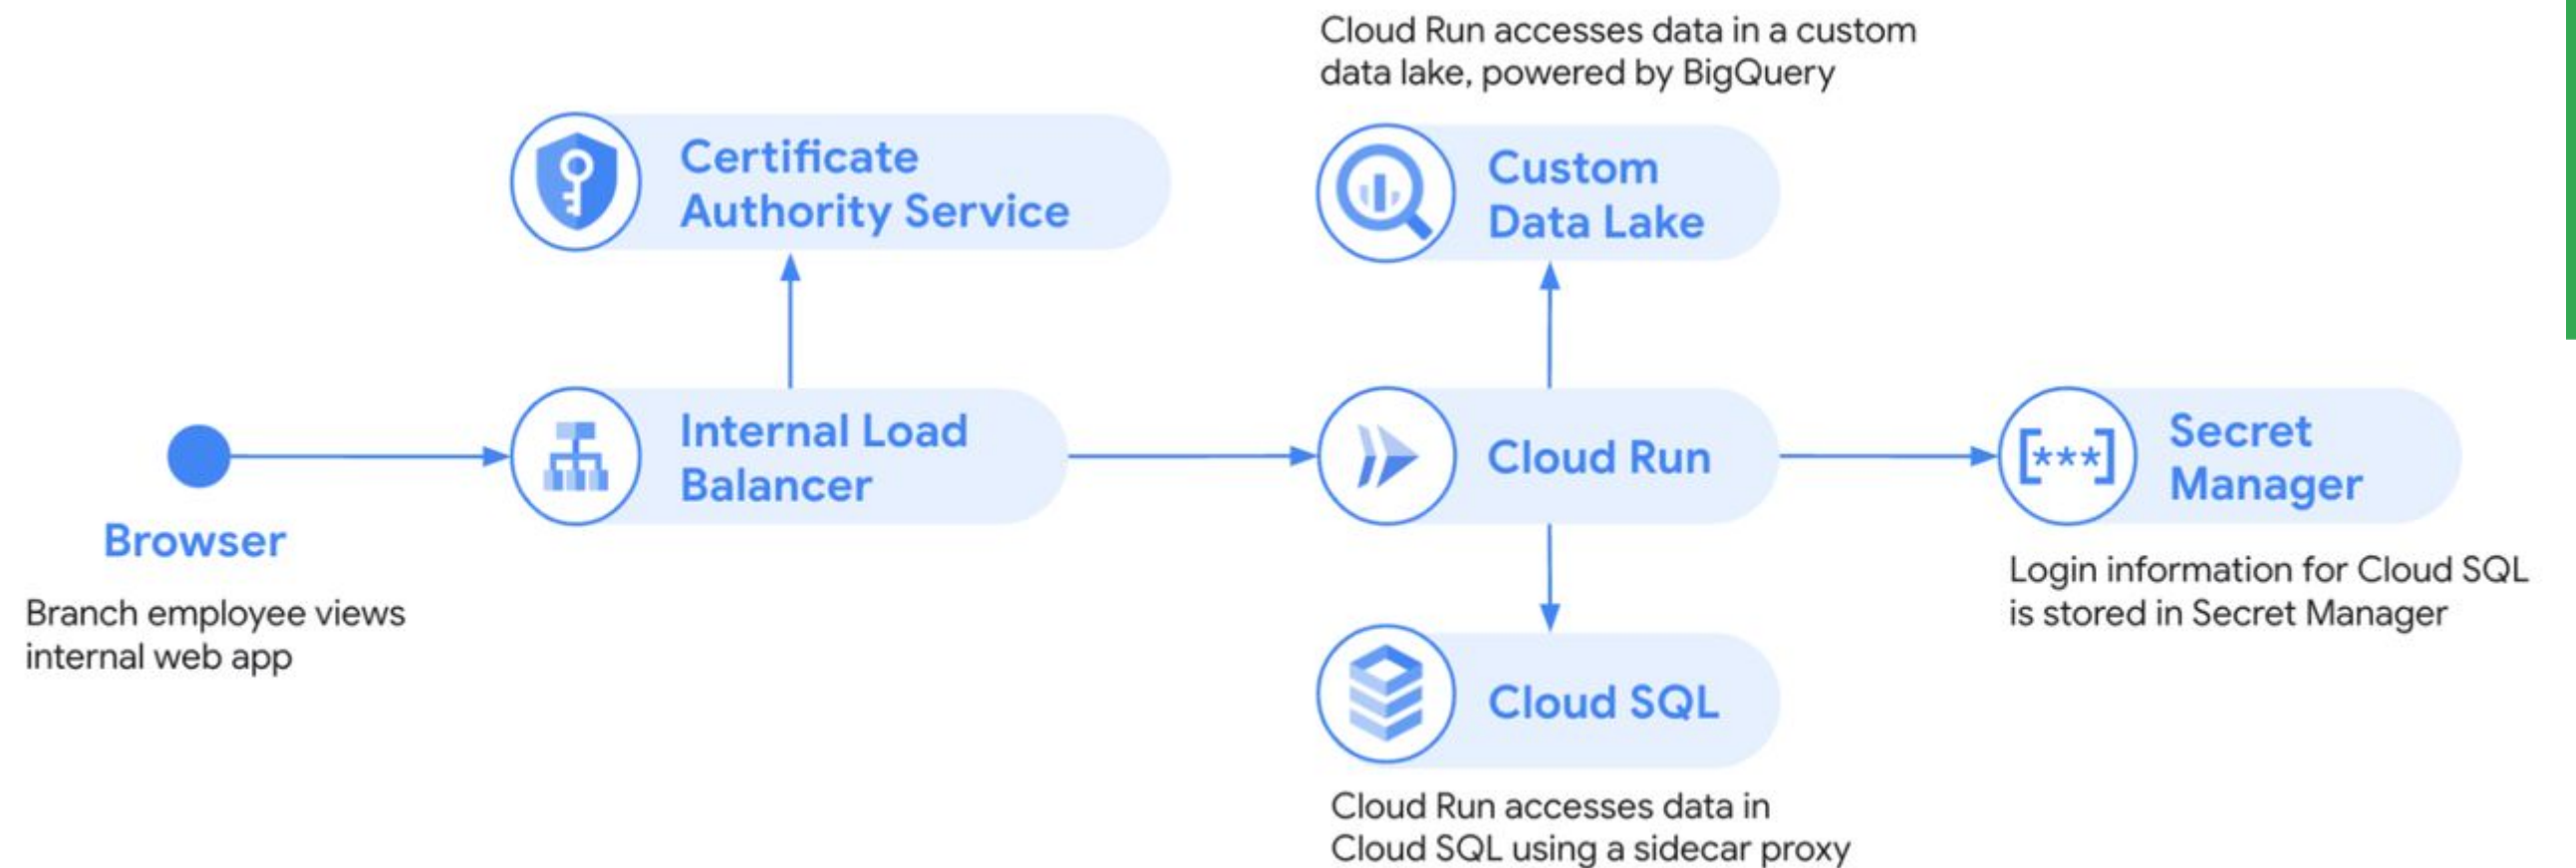 Cloud Run accesses data in a custom
data lake, powered by BigQuery
Certificate
Authority Service
Custom
Data Lake
Browser
Branch employee views
internal web app
Internal Load
Balancer
Cloud Run
Secret
Manager
Login information for Cloud SQL
is stored in Secret Manager
Cloud SQL
Cloud Run accesses data in
Cloud SQL using a sidecar proxy